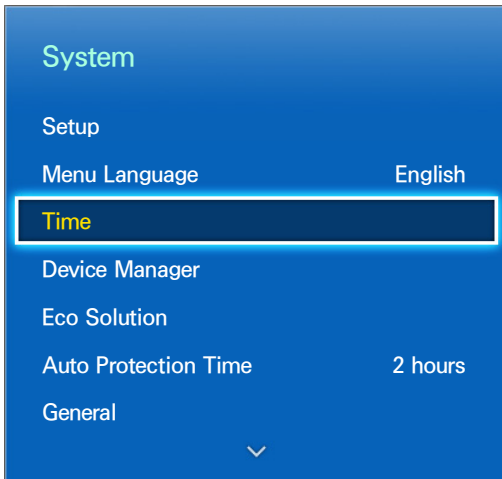 System
Setup
Menu Language English
Time
Device Manager
Eco Solution
Auto Protection Time 2 hours
General